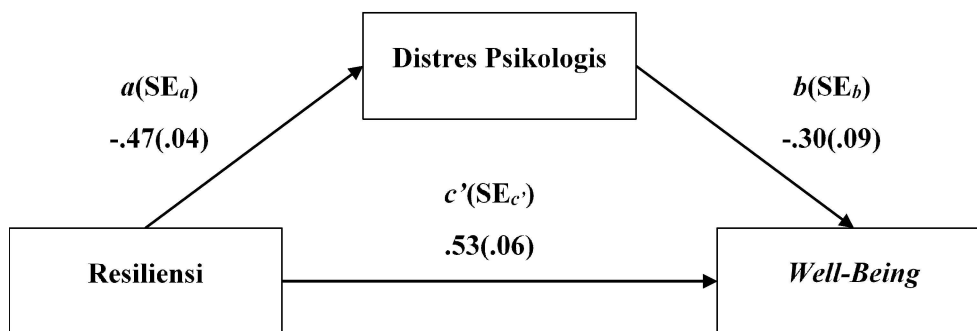 Distres Psikologis
a(SEa)
-.47(.04)
b(SEb)
-.30(.09)
c’(SEc’)
.53(.06)
Resiliensi
Well-Being